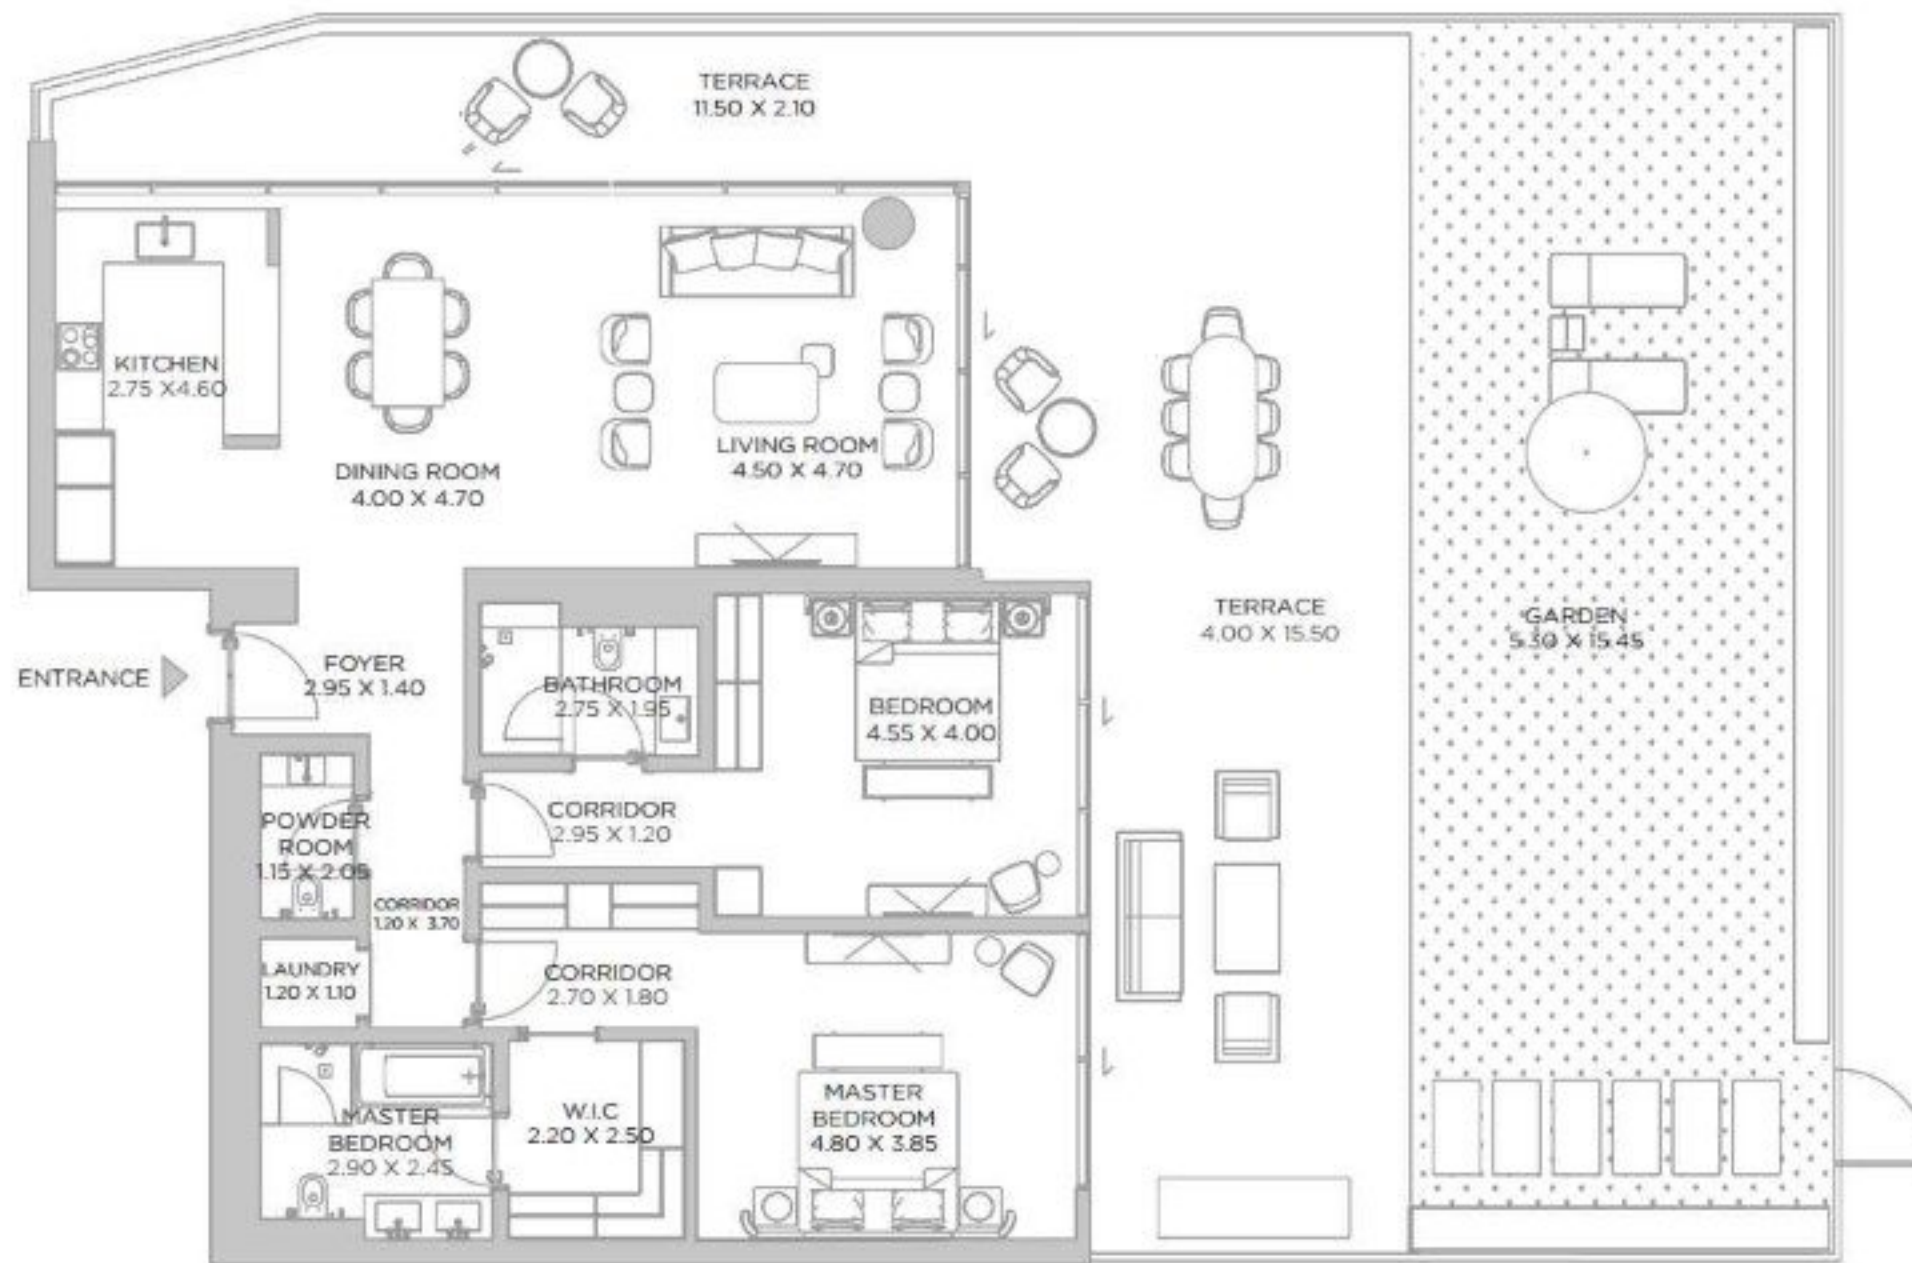 TERRACE
11.50 X 2.10
KITCHEN
2.75 X4.60
DINING ROOM
4.00 X 4.70
LIVING ROOM
4.50 X 4.70
TERRACE
4.00 X 15.50
GARDEN
5.30 X 15.45
ENTRANCE
FOYER
2.95 X 1.40
BATHROOM
2.75 X 1.95
BEDROOM
4.55 X 4.00
POWDER
ROOM
1.15 X 2.05
CORRIDOR
2.95 X 1.20
CORRIDOR
1.20 X 3.70
LAUNDRY
1.20 X 1.10
CORRIDOR
2.70 X 1.80
MASTER
BEDROOM
2.90 X 2.45
W.I.C
2.20 X 2.50
MASTER
BEDROOM
4.80 X 3.85